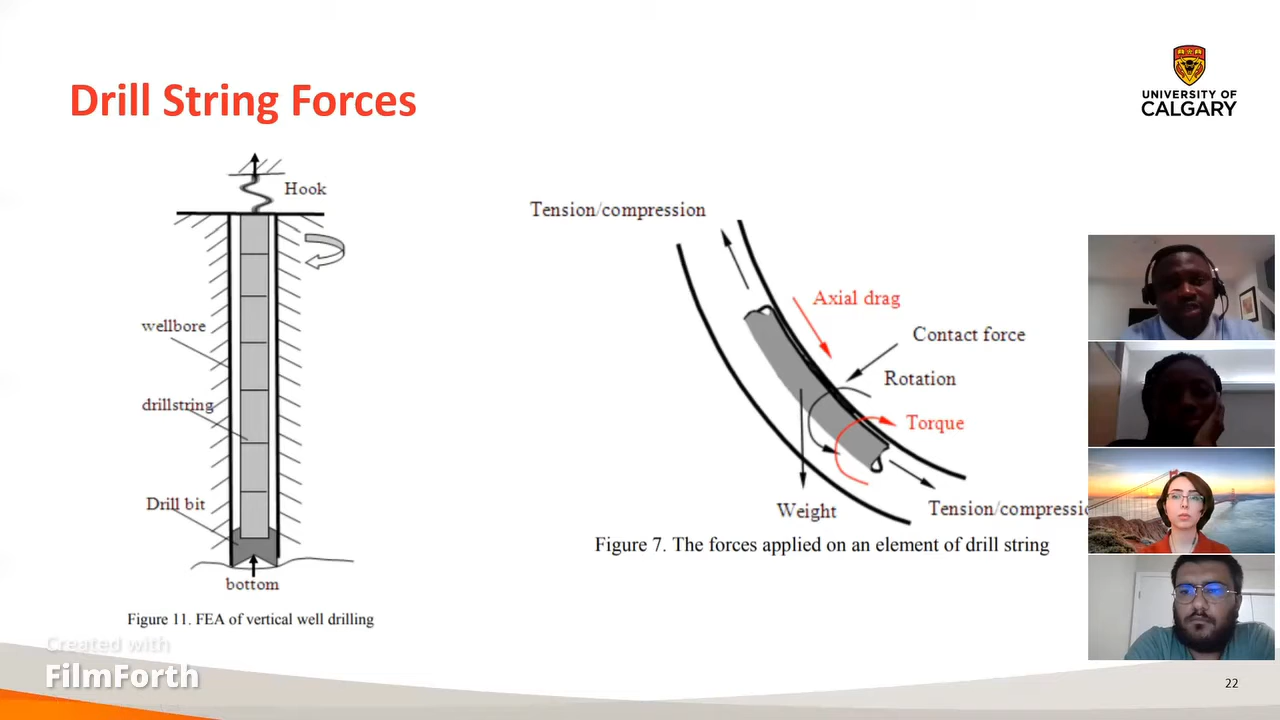 Drill String Forces
UNIVERSITY OF
CALGARY
Hook
wellbore
drillstring
Drill bit
bottom
Figure 11. FEA of vertical well drilling
Tension/compression
Axial drag
Contact force
Rotation
Torque
Weight
Tension/compressio
Figure 7. The forces applied on an element of drill string
Created with
FilmForth
22